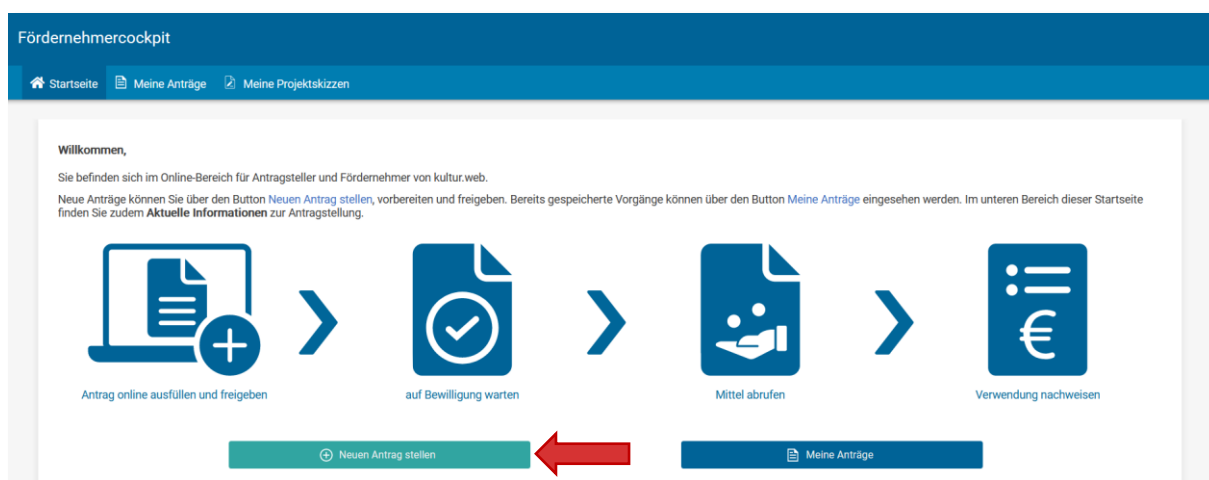 Fördernehmercockpit
Startseite Meine Anträge Meine Projektskizzen
Willkommen,
Sie befinden sich im Online-Bereich für Antragsteller und Fördernehmer von kultur.web.
Neue Anträge können Sie über den Button Neuen Antrag stellen, vorbereiten und freigeben. Bereits gespeicherte Vorgänge können über den Button Meine Anträge eingesehen werden. Im unteren Bereich dieser Startseite
finden Sie zudem Aktuelle Informationen zur Antragstellung.
Antrag online ausfüllen und freigeben auf Bewilligung warten Mittel abrufen Verwendung nachweisen
Neuen Antrag stellen Meine Anträge